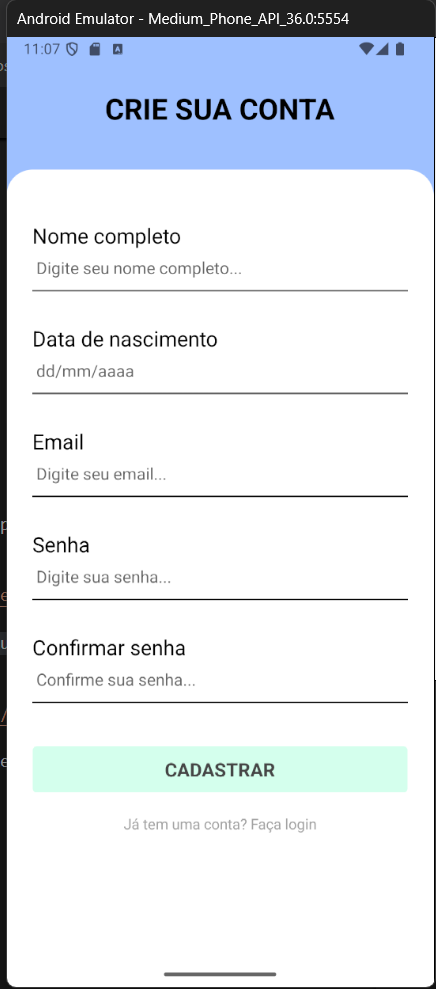 Android Emulator - Medium_Phone_API_36.0:5554
11:07
CRIE SUA CONTA
Nome completo
Digite seu nome completo...
Data de nascimento
dd/mm/aaaa
Email
Digite seu email...
Senha
Digite sua senha...
Confirmar senha
Confirme sua senha...
CADASTRAR
Já tem uma conta? Faça login